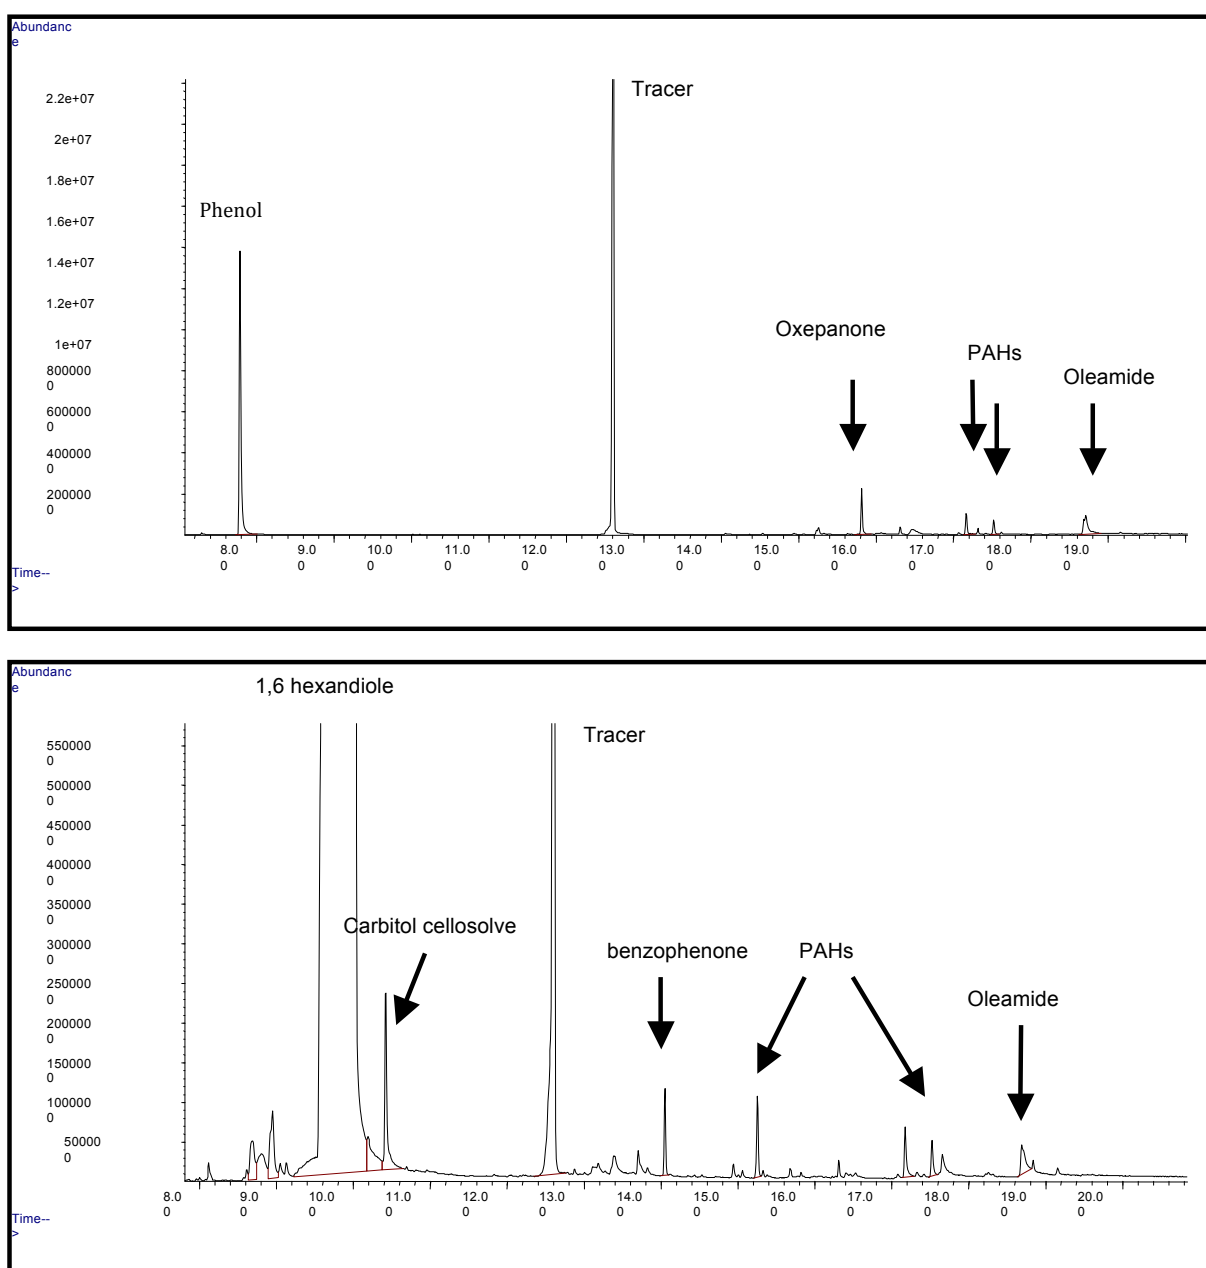 Abundanc
e
Tracer
2.2e+07
2e+07
1.8e+07
Phenol
1.6e+07
1.4e+07
1.2e+07
Oxepanone
1e+07
PAHs
800000
0
Oleamide
600000
0
400000
0
200000
0
8.0 9.0 10.0 11.0 12.0 13.0 14.0 15.0 16.0 17.0 18.0 19.0
0 0 0 0 0 0 0 0 0 0 0 0
Time--
>
Abundanc
e
1,6 hexandiole
Tracer
550000
0
500000
0
450000
0
400000
0
350000
0
Carbitol cellosolve
300000
0
benzophenone PAHs
250000
0
Oleamide
200000
0
150000
0
100000
0
50000
0
8.0 9.0 10.0 11.0 12.0 13.0 14.0 15.0 16.0 17.0 18.0 19.0 20.0
0 0 0 0 0 0 0 0 0 0 0 0 0
Time--
>